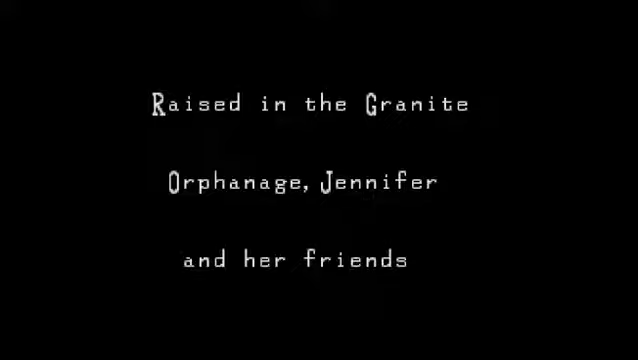 Raised in the Granite
Orphanage, Jennifer
and her friends